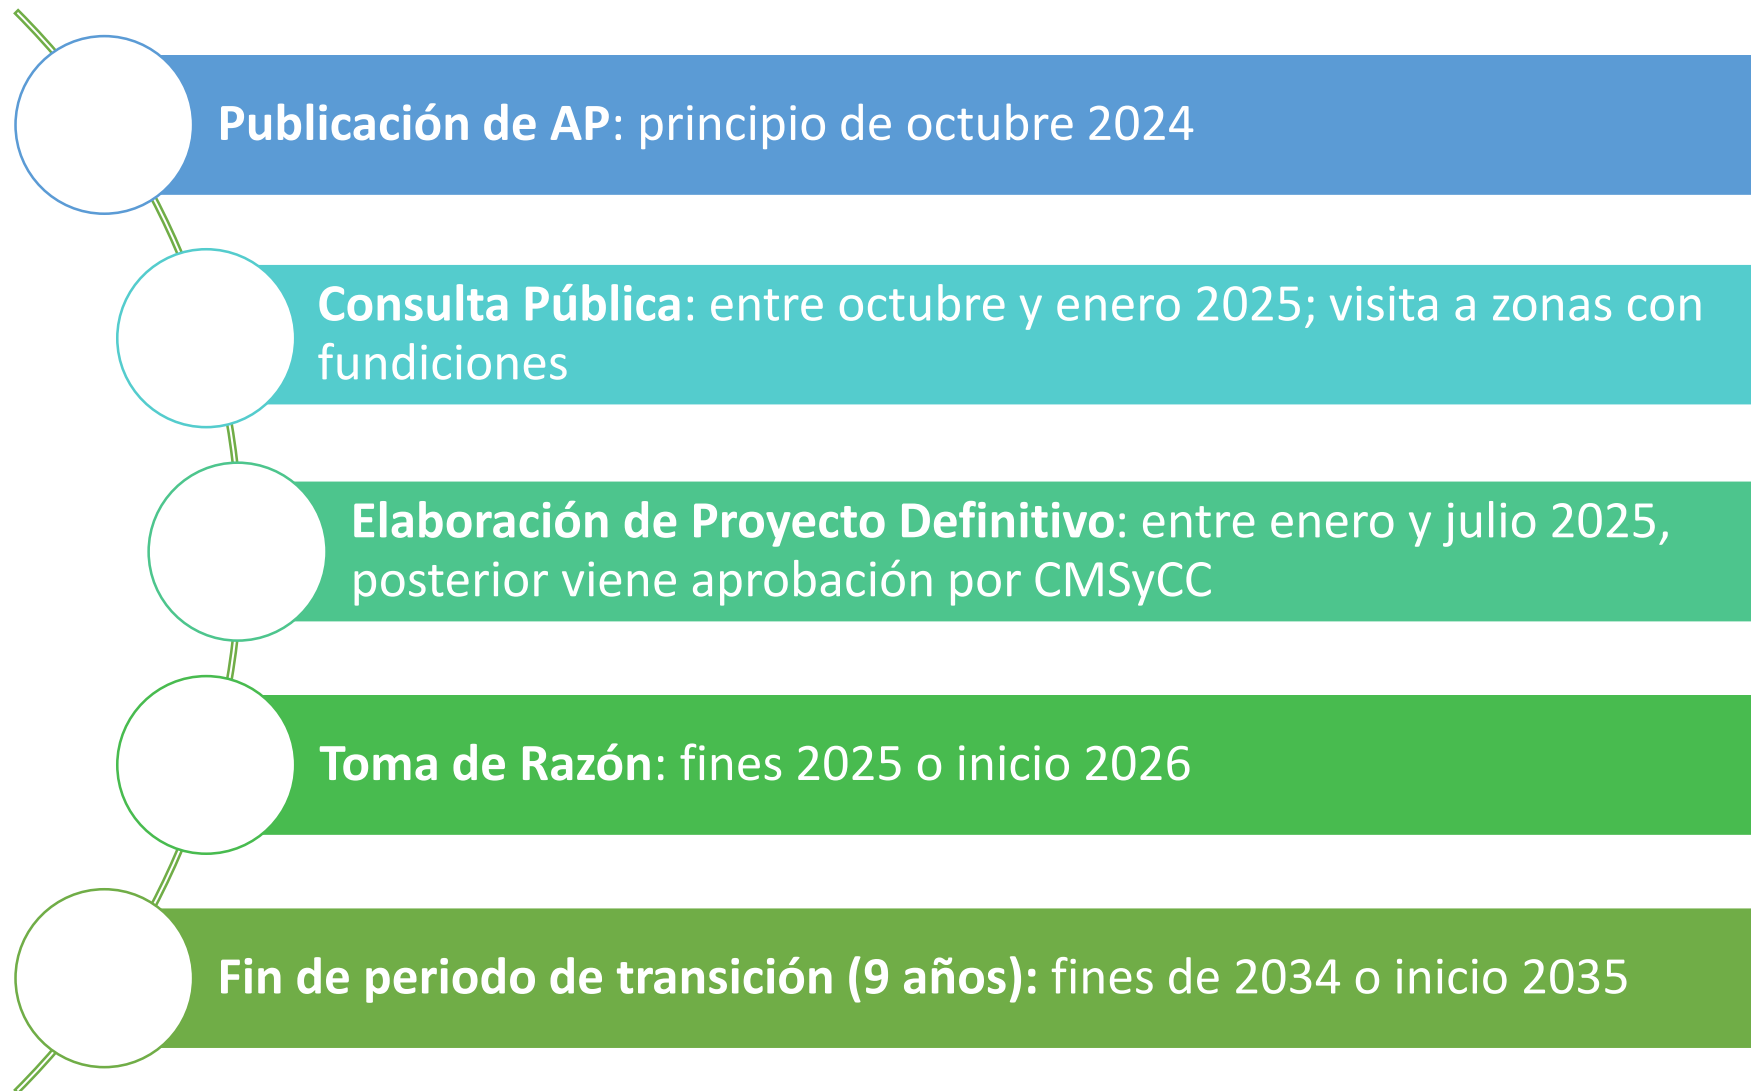 Publicación de AP: principio de octubre 2024
Consulta Pública: entre octubre y enero 2025; visita a zonas con
fundiciones
Elaboración de Proyecto Definitivo: entre enero y julio 2025,
posterior viene aprobación por CMSyCC
Toma de Razón: fines 2025 o inicio 2026
Fin de periodo de transición (9 años): fines de 2034 o inicio 2035